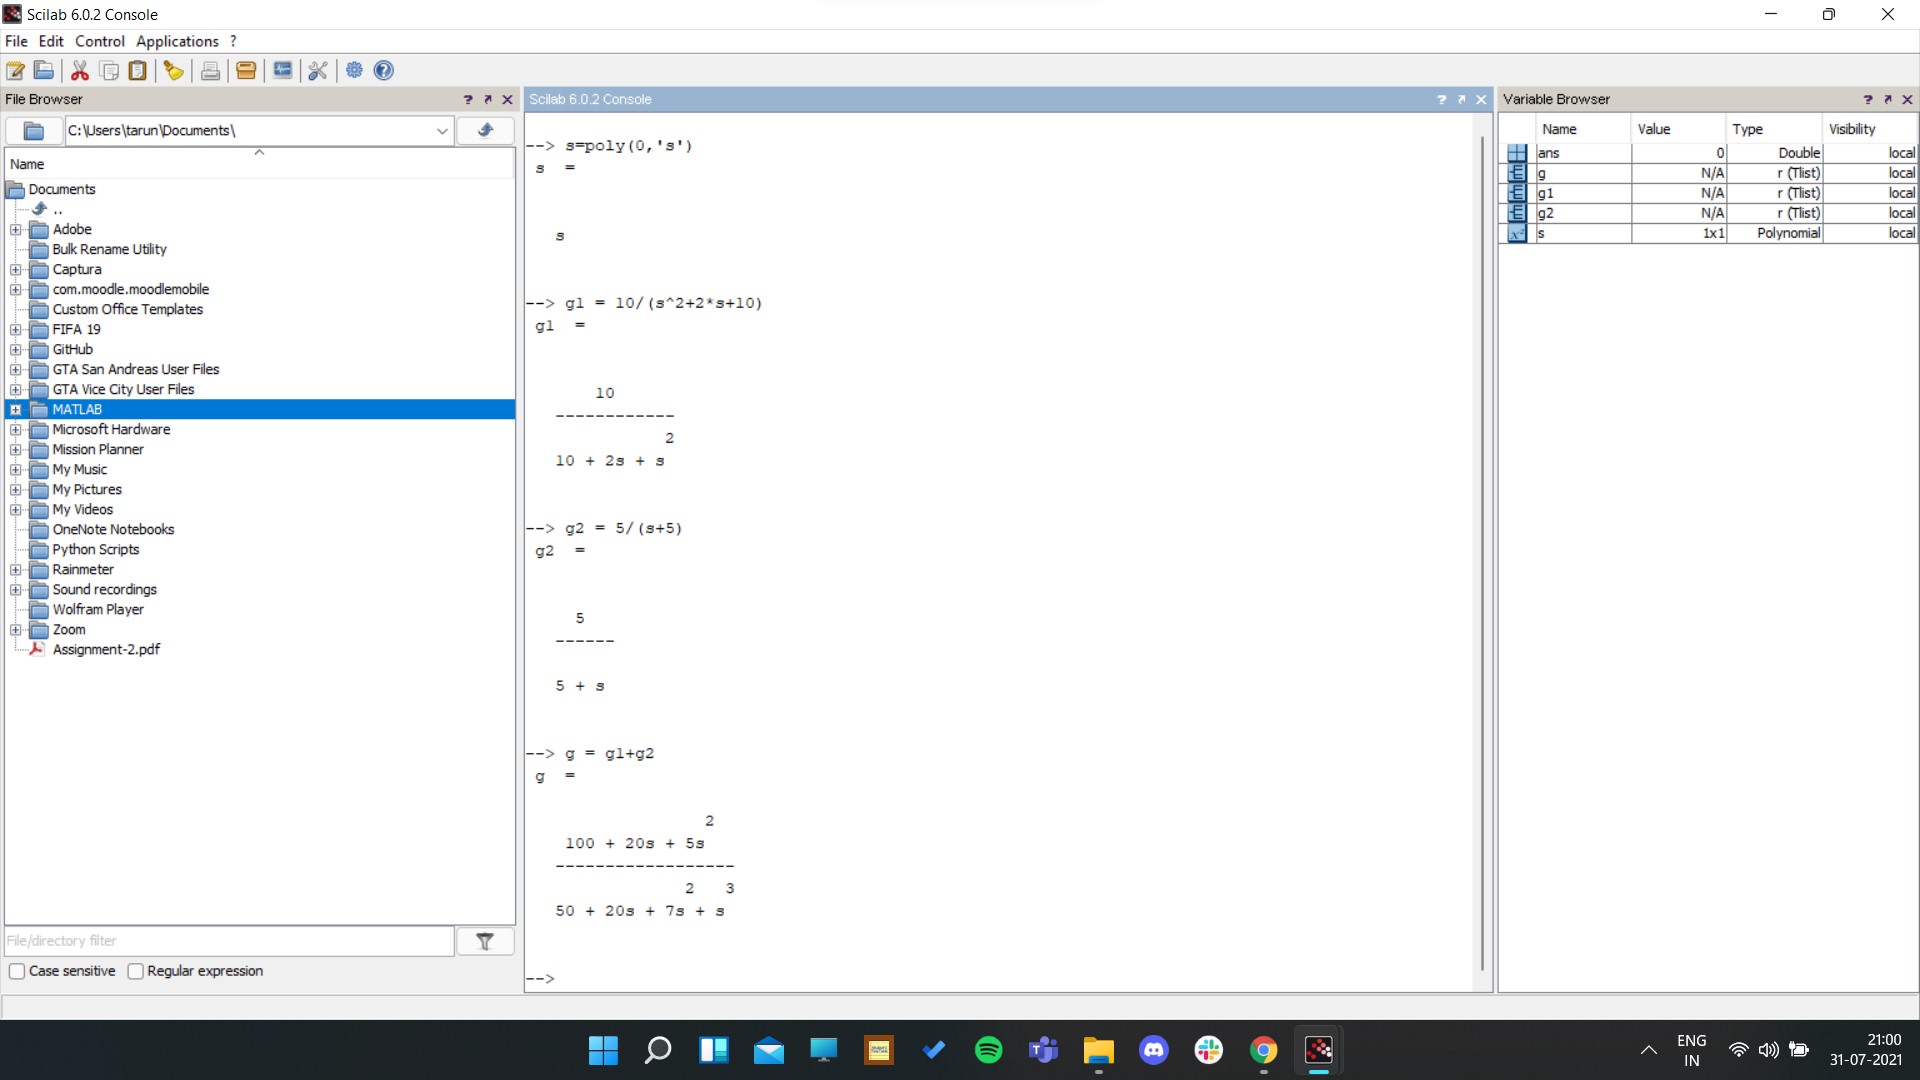 Scilab 6.0.2 Console
File Edit Control Applications ?
File Browser
C:\Users\tarun\Documents\
Name
Documents
..
Adobe
Bulk Rename Utility
Captura
com.moodle.moodlemobile
Custom Office Templates
FIFA 19
GitHub
GTA San Andreas User Files
GTA Vice City User Files
MATLAB
Microsoft Hardware
Mission Planner
My Music
My Pictures
My Videos
OneNote Notebooks
Python Scripts
Rainmeter
Sound recordings
Wolfram Player
Zoom
Assignment-2.pdf
File/directory filter
Case sensitive Regular expression
Scilab 6.0.2 Console
--> s=poly(0,'s')
s =
s
--> g1 = 10/(s^2+2*s+10)
g1 =
10
------------
2
10 + 2s + s
--> g2 = 5/(s+5)
g2 =
5
------
5 + s
--> g = g1+g2
g =
2
100 + 20s + 5s
------------------
2 3
50 + 20s + 7s + s
-->
Variable Browser
Name Value Type Visibility
ans 0 Double local
g N/A r (Tlist) local
g1 N/A r (Tlist) local
g2 N/A r (Tlist) local
s 1x1 Polynomial local
ENG
IN
21:00
31-07-2021